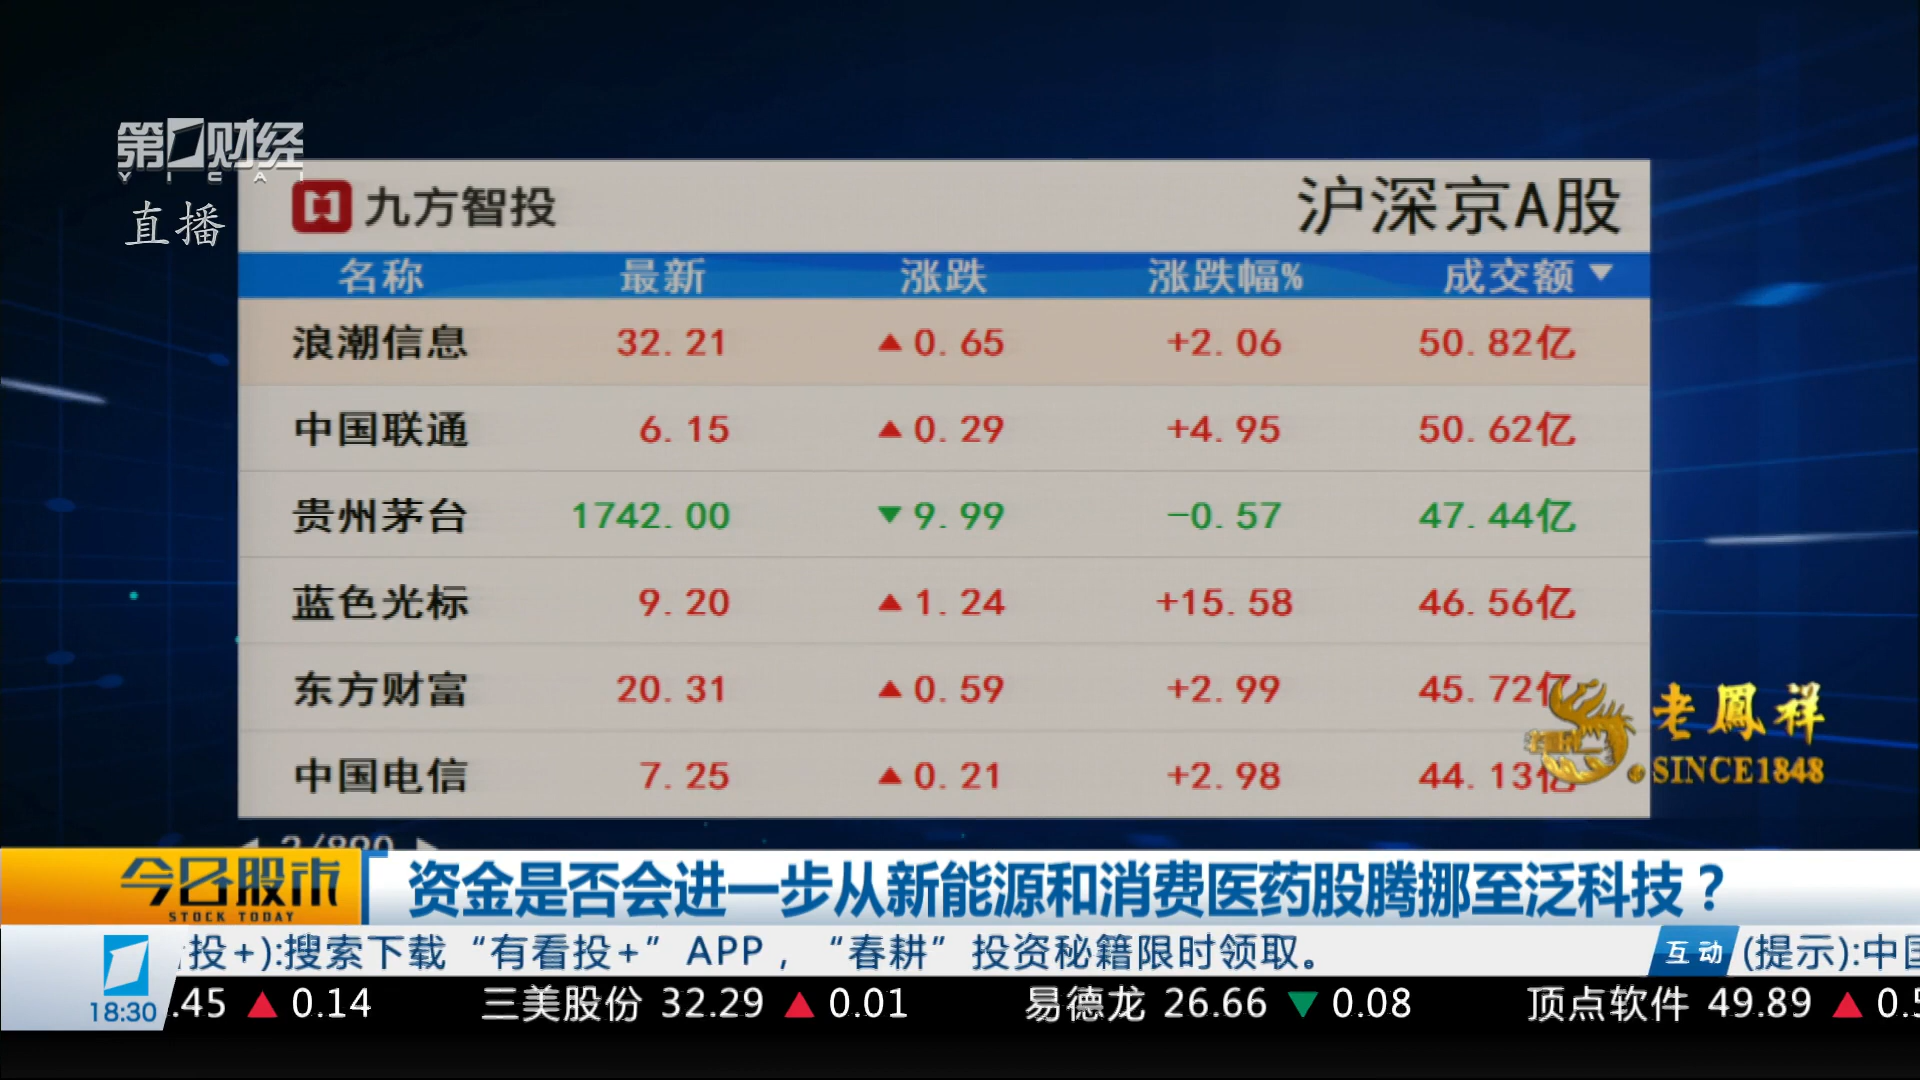 第一财经
YICAI
直播
九方智投
沪深京A股
名称 最新 涨跌 涨跌幅% 成交额▼
浪潮信息 32.21 ▲0.65 +2.06 50.82亿
中国联通 6.15 ▲0.29 +4.95 50.62亿
贵州茅台 1742.00 ▼9.99 -0.57 47.44亿
蓝色光标 9.20 ▲1.24 +15.58 46.56亿
东方财富 20.31 ▲0.59 +2.99 45.72亿
中国电信 7.25 ▲0.21 +2.98 44.13亿
老鳳祥
SINCE1848
今日股市
STOCK TODAY
资金是否会进一步从新能源和消费医药股腾挪至泛科技？
投+):搜索下载“有看投+”APP，“春耕”投资秘籍限时领取。 互动 (提示):中国
18:30 .45 ▲0.14 三美股份 32.29 ▲0.01 易德龙 26.66 ▼0.08 顶点软件 49.89 ▲0.5